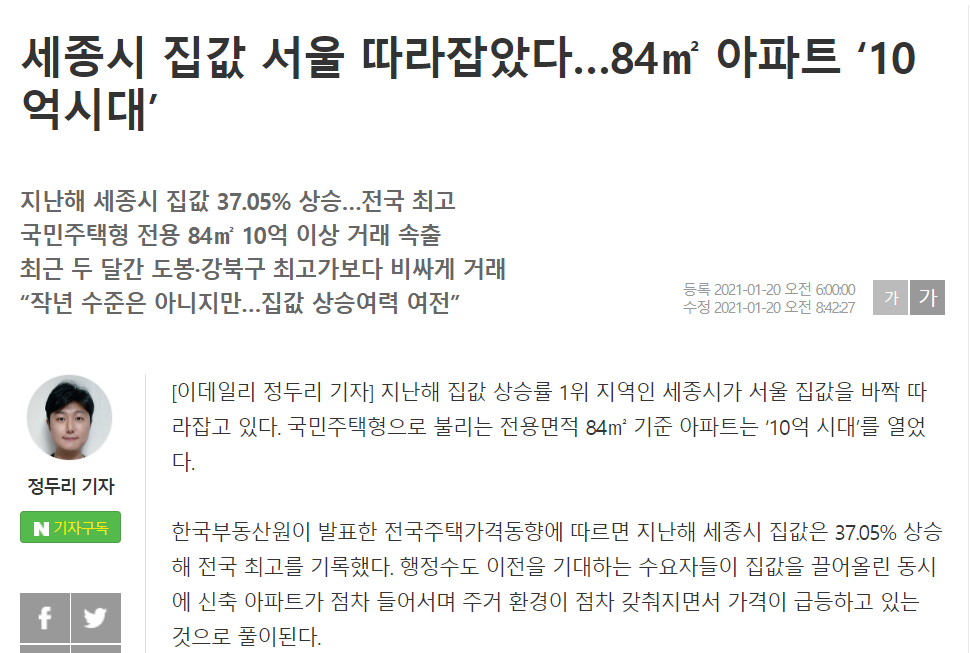 세종시 집값 서울 따라잡았다…84㎡ 아파트 ‘10
억시대’
지난해 세종시 집값 37.05% 상승…전국 최고
국민주택형 전용 84㎡ 10억 이상 거래 속출
최근 두 달간 도봉·강북구 최고가보다 비싸게 거래
“작년 수준은 아니지만…집값 상승여력 여전”
등록 2021-01-20 오전 6:00:00
수정 2021-01-20 오전 8:42:27
가 가
[이데일리 정두리 기자] 지난해 집값 상승률 1위 지역인 세종시가 서울 집값을 바짝 따
라잡고 있다. 국민주택형으로 불리는 전용면적 84㎡ 기준 아파트는 ‘10억 시대’를 열었
다.
정두리 기자
N 기자구독
한국부동산원이 발표한 전국주택가격동향에 따르면 지난해 세종시 집값은 37.05% 상승
해 전국 최고를 기록했다. 행정수도 이전을 기대하는 수요자들이 집값을 끌어올린 동시
에 신축 아파트가 점차 들어서며 주거 환경이 점차 갖춰지면서 가격이 급등하고 있는
것으로 풀이된다.